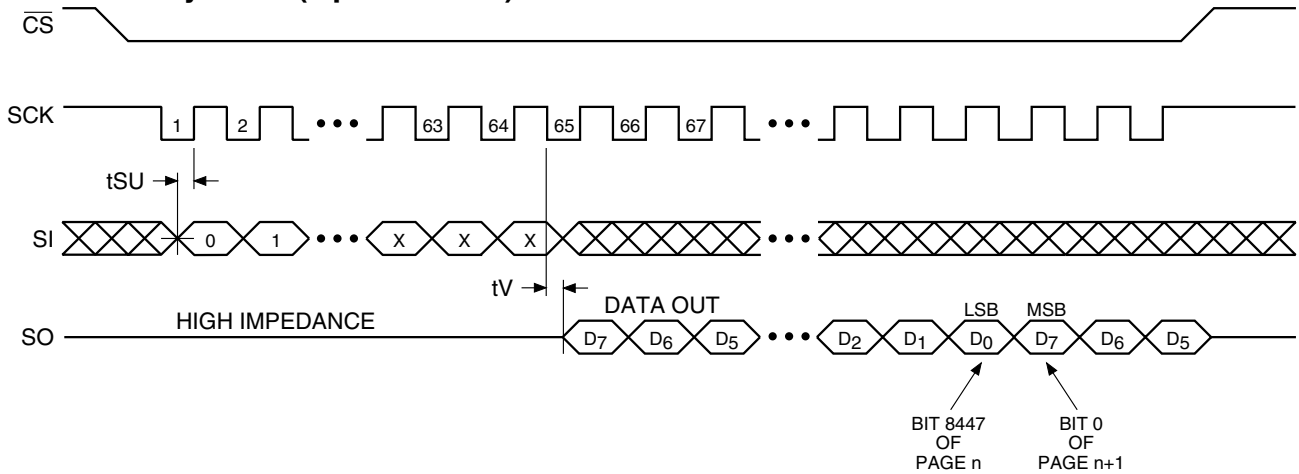 CS
SCK
1 2 ••• 63 64 65 66 67 •••
tSU
SI
0 1 ••• X X X •••
tV
DATA OUT
HIGH IMPEDANCE
LSB MSB
SO
D7 D6 D5 ••• D2 D1 D0 D7 D6 D5
BIT 8447
OF
PAGE n
BIT 0
OF
PAGE n+1